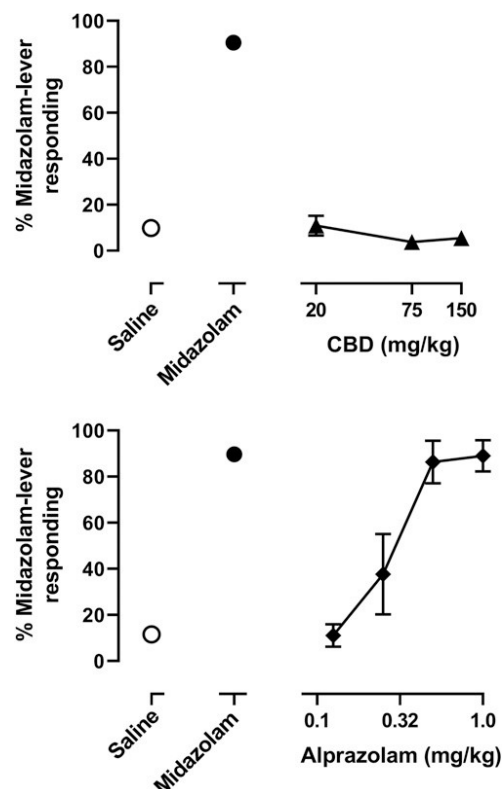 % Midazolam-lever
responding
100
80
60
40
20
0
Saline
Midazolam
20 75 150
CBD (mg/kg)
% Midazolam-lever
responding
100
80
60
40
20
0
Saline
Midazolam
0.1 0.32 1.0
Alprazolam (mg/kg)